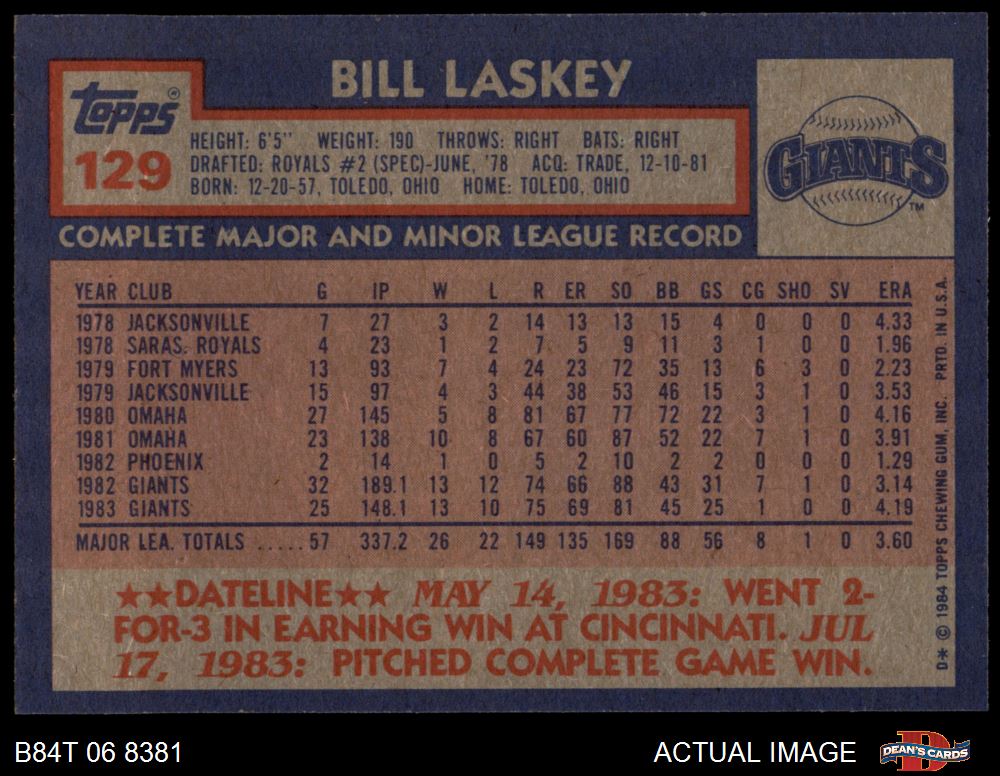 BILL LASKEY
Topps®
129
HEIGHT: 6'5" WEIGHT: 190 THROWS: RIGHT BATS: RIGHT
DRAFTED: ROYALS #2 (SPEC)-JUNE, '78 ACQ: TRADE, 12-10-81
BORN: 12-20-57, TOLEDO, OHIO HOME: TOLEDO, OHIO
GIANTS
TM
COMPLETE MAJOR AND MINOR LEAGUE RECORD
YEAR CLUB G IP W L R ER SO BB GS CG SHO SV ERA
1978 JACKSONVILLE 7 27 3 2 14 13 13 15 4 0 0 0 4.33
1978 SARAS. ROYALS 4 23 1 2 7 5 9 11 3 1 0 0 1.96
1979 FORT MYERS 13 93 7 4 24 23 72 35 13 6 3 0 2.23
1979 JACKSONVILLE 15 97 4 3 44 38 53 46 15 3 1 0 3.53
1980 OMAHA 27 145 5 8 81 67 77 72 22 3 1 0 4.16
1981 OMAHA 23 138 10 8 67 60 87 52 22 7 1 0 3.91
1982 PHOENIX 2 14 1 0 5 2 10 2 2 0 0 0 1.29
1982 GIANTS 32 189.1 13 12 74 66 88 43 31 7 1 0 3.14
1983 GIANTS 25 148.1 13 10 75 69 81 45 25 1 0 0 4.19
MAJOR LEA. TOTALS .....57 337.2 26 22 149 135 169 88 56 8 1 0 3.60
★★DATELINE★★ MAY 14, 1983: WENT 2-
FOR-3 IN EARNING WIN AT CINCINNATI. JUL
17, 1983: PITCHED COMPLETE GAME WIN.
D* © 1984 TOPPS CHEWING GUM, INC. PRTD. IN U.S.A.
B84T 06 8381
ACTUAL IMAGE
D
DEAN'S CARDS